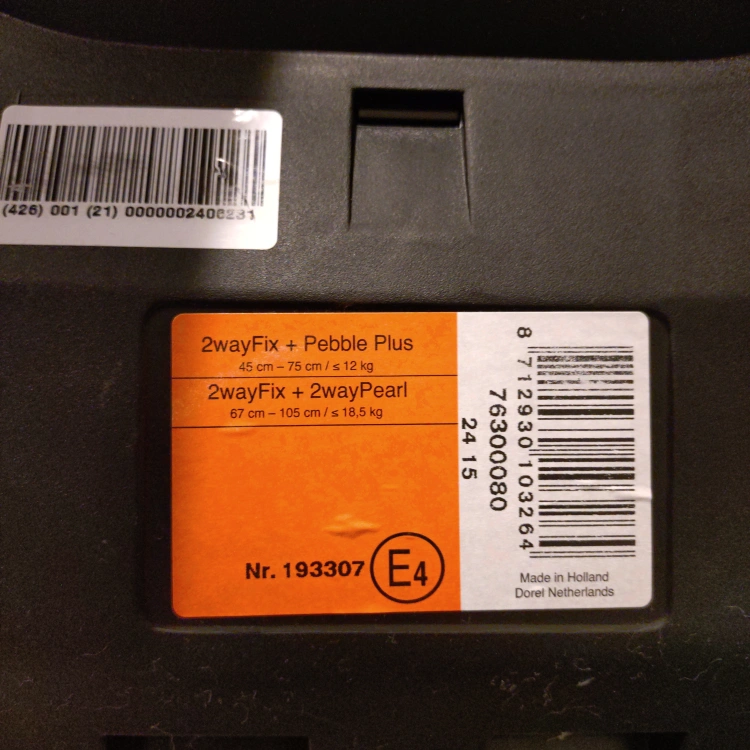 (426) 001 (21) 0000002406231
2wayFix + Pebble Plus
45 cm – 75 cm / ≤ 12 kg
2wayFix + 2wayPearl
67 cm – 105 cm / ≤ 18,5 kg
Nr. 193307 E4
24 15
76300080
8 712930 103264
Made in Holland
Dorel Netherlands